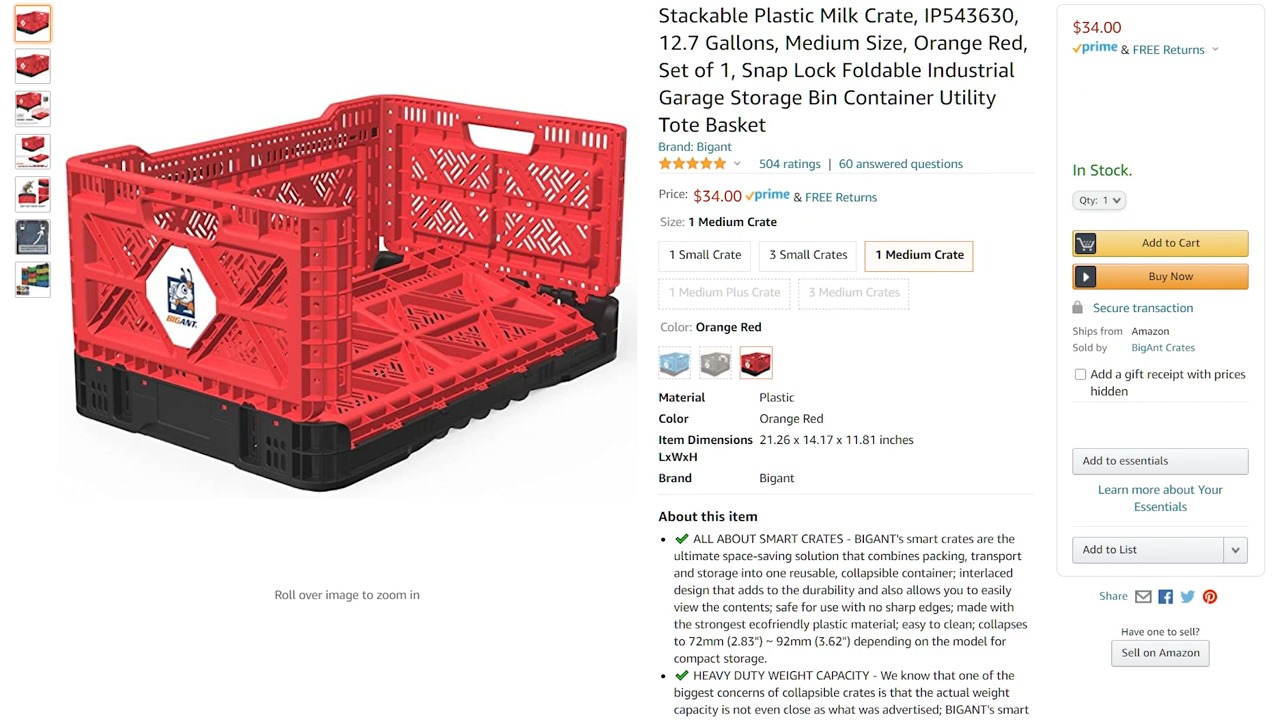 BIGANT.
Roll over image to zoom in
Stackable Plastic Milk Crate, IP543630,
12.7 Gallons, Medium Size, Orange Red,
Set of 1, Snap Lock Foldable Industrial
Garage Storage Bin Container Utility
Tote Basket
Brand: Bigant
504 ratings | 60 answered questions
Price: $34.00 prime & FREE Returns
Size: 1 Medium Crate
1 Small Crate 3 Small Crates 1 Medium Crate
1 Medium Plus Crate 3 Medium Crates
Color: Orange Red
Material Plastic
Color Orange Red
Item Dimensions 21.26 x 14.17 x 11.81 inches
LxWxH
Brand Bigant
About this item
• ✔ ALL ABOUT SMART CRATES - BIGANT's smart crates are the
ultimate space-saving solution that combines packing, transport
and storage into one reusable, collapsible container; interlaced
design that adds to the durability and also allows you to easily
view the contents; safe for use with no sharp edges; made with
the strongest ecofriendly plastic material; easy to clean; collapses
to 72mm (2.83") ~ 92mm (3.62") depending on the model for
compact storage.
• ✔ HEAVY DUTY WEIGHT CAPACITY - We know that one of the
biggest concerns of collapsible crates is that the actual weight
capacity is not even close as what was advertised; BIGANT's smart
$34.00
prime & FREE Returns
In Stock.
Qty: 1
Add to Cart
Buy Now
Secure transaction
Ships from Amazon
Sold by BigAnt Crates
Add a gift receipt with prices
hidden
Add to essentials
Learn more about Your
Essentials
Add to List
Share
Have one to sell?
Sell on Amazon